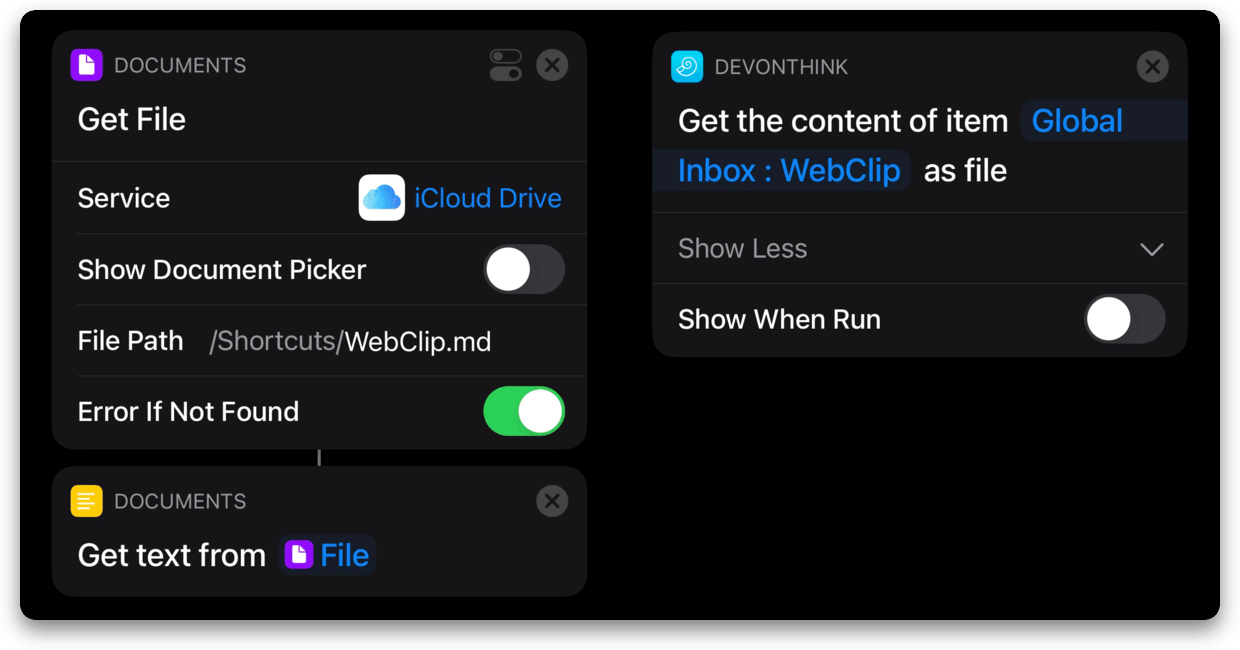 DOCUMENTS
Get File
Service iCloud Drive
Show Document Picker
File Path /Shortcuts/WebClip.md
Error If Not Found
DOCUMENTS
Get text from File
DEVONTHINK
Get the content of item Global
Inbox : WebClip as file
Show Less
Show When Run